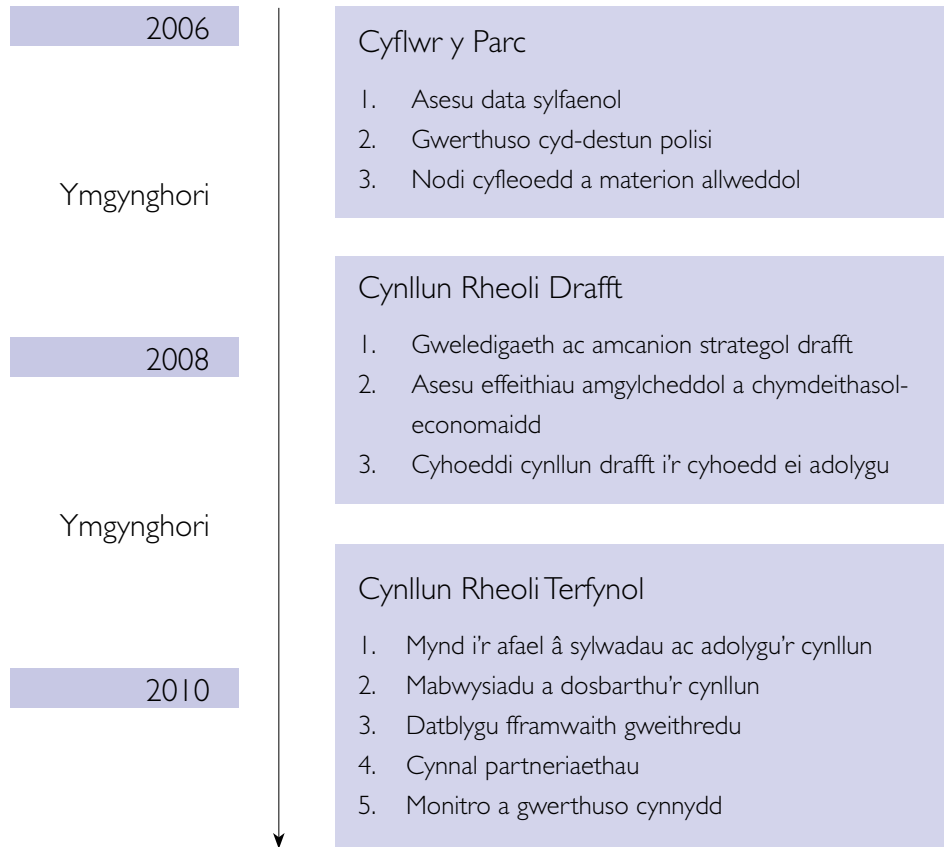 2006
Cyflwr y Parc
1. Asesu data sylfaenol
2. Gwerthuso cyd-destun polisi
3. Nodi cyfleoedd a materion allweddol
Ymgynghori
Cynllun Rheoli Drafft
1. Gweledigaeth ac amcanion strategol drafft
2008
2. Asesu effeithiau amgylcheddol a chymdeithasol-
economaidd
3. Cyhoeddi cynllun drafft i'r cyhoedd ei adolygu
Ymgynghori
Cynllun Rheoli Terfynol
1. Mynd i'r afael â sylwadau ac adolygu'r cynllun
2010
2. Mabwysiadu a dosbarthu'r cynllun
3. Datblygu fframwaith gweithredu
4. Cynnal partneriaethau
5. Monitro a gwerthuso cynnydd